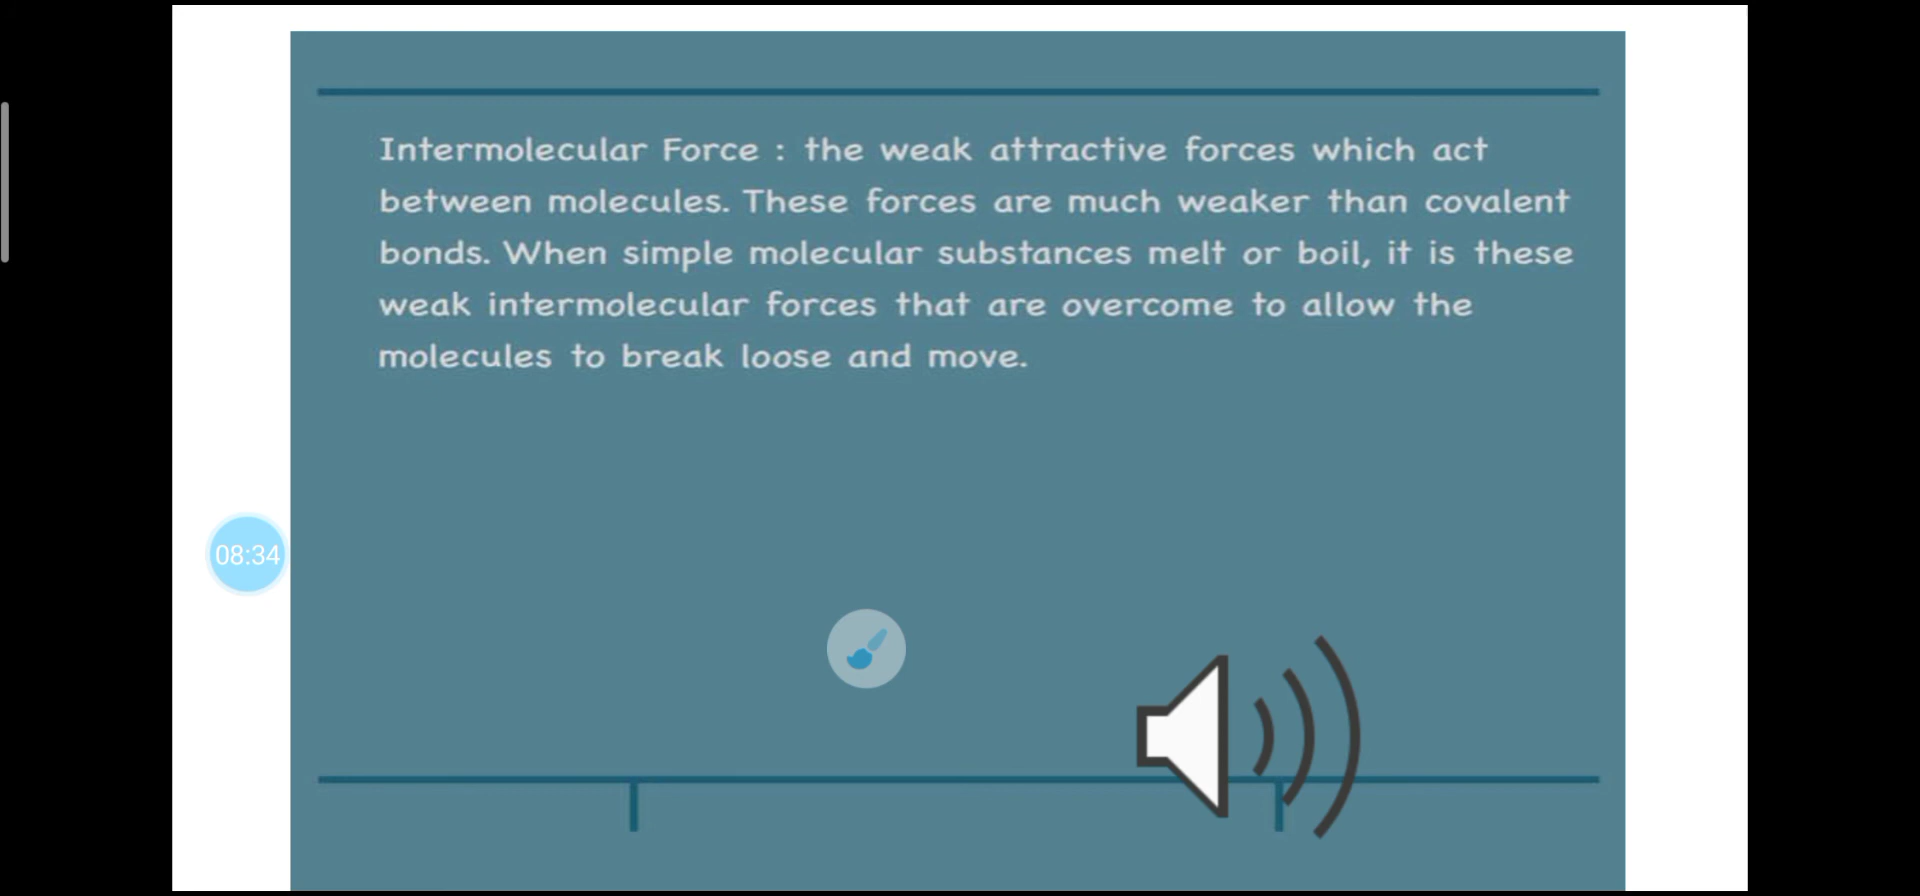 Intermolecular Force : the weak attractive forces which act
between molecules. These forces are much weaker than covalent
bonds. When simple molecular substances melt or boil, it is these
weak intermolecular forces that are overcome to allow the
molecules to break loose and move.
08:34